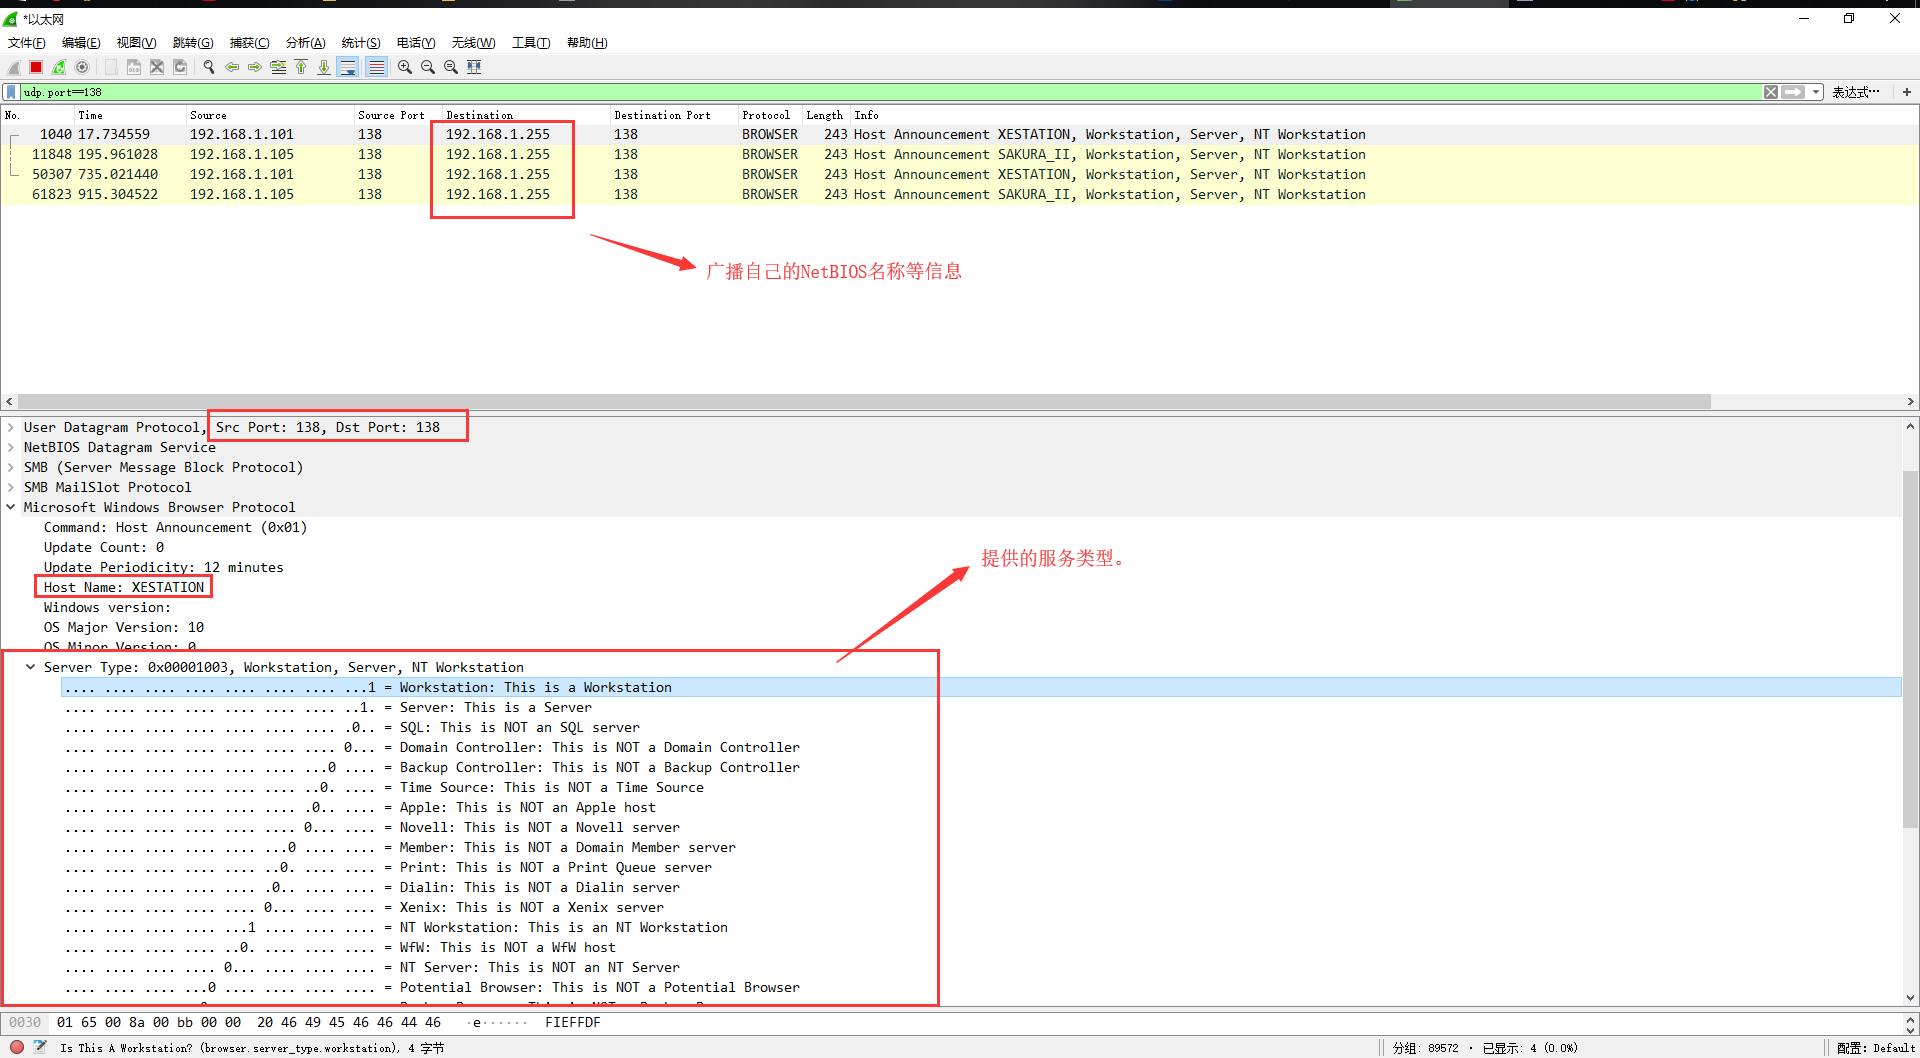 *以太网
文件(F) 编辑(E) 视图(V) 跳转(G) 捕获(C) 分析(A) 统计(S) 电话(Y) 无线(W) 工具(T) 帮助(H)
udp.port==138 表达式… +
No. Time Source Source Port Destination Destination Port Protocol Length Info
1040 17.734559 192.168.1.101 138 192.168.1.255 138 BROWSER 243 Host Announcement XESTATION, Workstation, Server, NT Workstation
11848 195.961028 192.168.1.105 138 192.168.1.255 138 BROWSER 243 Host Announcement SAKURA_II, Workstation, Server, NT Workstation
50307 735.021440 192.168.1.101 138 192.168.1.255 138 BROWSER 243 Host Announcement XESTATION, Workstation, Server, NT Workstation
61823 915.304522 192.168.1.105 138 192.168.1.255 138 BROWSER 243 Host Announcement SAKURA_II, Workstation, Server, NT Workstation
广播自己的NetBIOS名称等信息
User Datagram Protocol, Src Port: 138, Dst Port: 138
NetBIOS Datagram Service
SMB (Server Message Block Protocol)
SMB MailSlot Protocol
Microsoft Windows Browser Protocol
Command: Host Announcement (0x01)
Update Count: 0
Update Periodicity: 12 minutes
Host Name: XESTATION
Windows version:
OS Major Version: 10
OS Minor Version: 0
提供的服务类型。
Server Type: 0x00001003, Workstation, Server, NT Workstation
.... .... .... .... .... .... .... ...1 = Workstation: This is a Workstation
.... .... .... .... .... .... .... ..1. = Server: This is a Server
.... .... .... .... .... .... .... .0.. = SQL: This is NOT an SQL server
.... .... .... .... .... .... .... 0... = Domain Controller: This is NOT a Domain Controller
.... .... .... .... .... .... ...0 .... = Backup Controller: This is NOT a Backup Controller
.... .... .... .... .... .... ..0. .... = Time Source: This is NOT a Time Source
.... .... .... .... .... .... .0.. .... = Apple: This is NOT an Apple host
.... .... .... .... .... .... 0... .... = Novell: This is NOT a Novell server
.... .... .... .... .... ...0 .... .... = Member: This is NOT a Domain Member server
.... .... .... .... .... ..0. .... .... = Print: This is NOT a Print Queue server
.... .... .... .... .... .0.. .... .... = Dialin: This is NOT a Dialin server
.... .... .... .... .... 0... .... .... = Xenix: This is NOT a Xenix server
.... .... .... .... ...1 .... .... .... = NT Workstation: This is an NT Workstation
.... .... .... .... ..0. .... .... .... = WfW: This is NOT a WfW host
.... .... .... .... 0... .... .... .... = NT Server: This is NOT an NT Server
.... .... .... ...0 .... .... .... .... = Potential Browser: This is NOT a Potential Browser
0030 01 65 00 8a 00 bb 00 00 20 46 49 45 46 46 44 46 ·e······ FIEFFDF
Is This A Workstation? (browser.server_type.workstation), 4 字节 分组: 89572 · 已显示: 4 (0.0%) 配置: Default